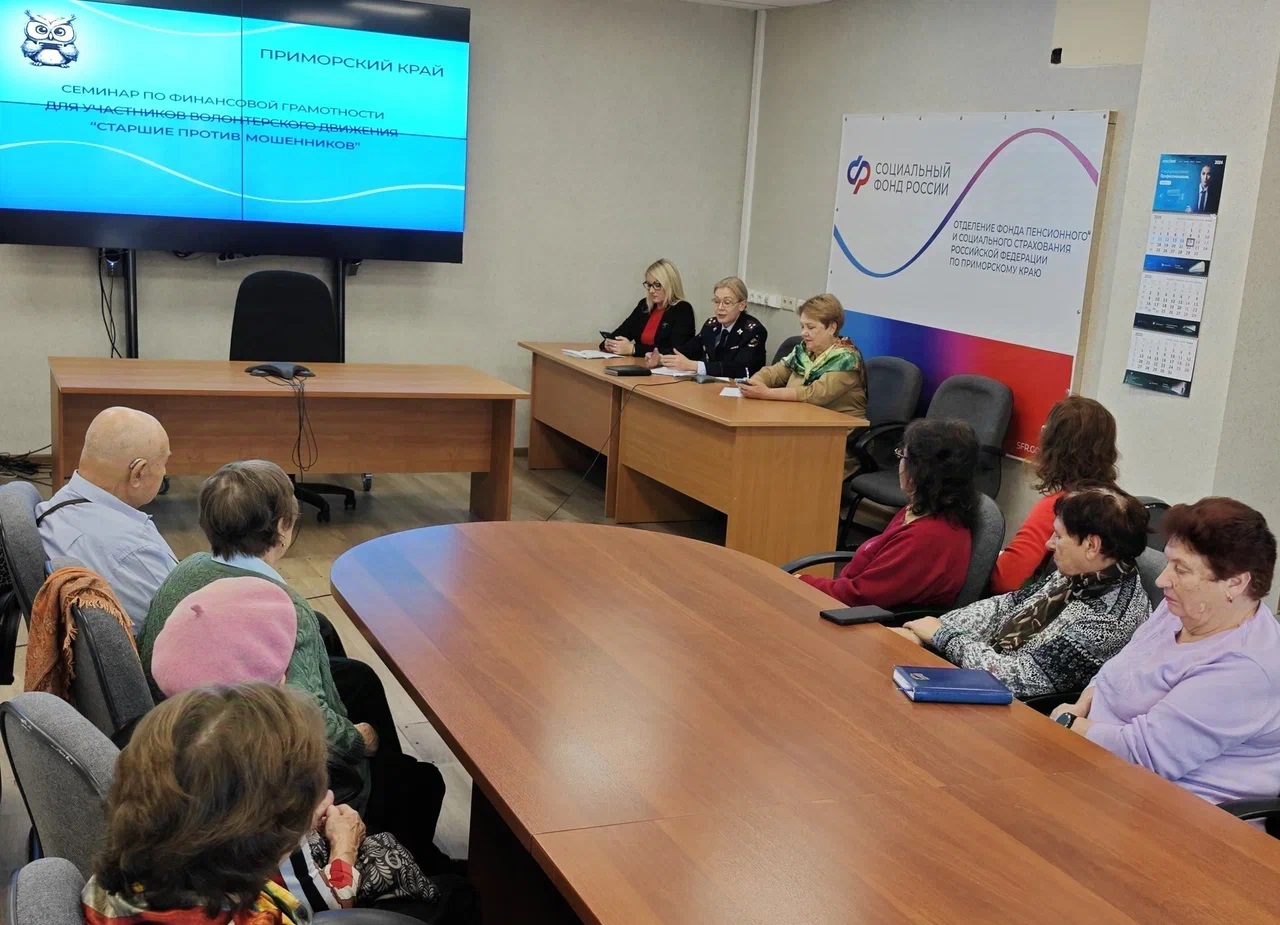 ПРИМОРСКИЙ КРАЙ
СЕМИНАР ПО ФИНАНСОВОЙ ГРАМОТНОСТИ
ДЛЯ УЧАСТНИКОВ ВОЛОНТЕРСКОГО ДВИЖЕНИЯ
"СТАРШИЕ ПРОТИВ МОШЕННИКОВ"
СОЦИАЛЬНЫЙ
ФОНД РОССИИ
ОТДЕЛЕНИЕ ФОНДА ПЕНСИОННОГО
И СОЦИАЛЬНОГО СТРАХОВАНИЯ
РОССИЙСКОЙ ФЕДЕРАЦИИ
ПО ПРИМОРСКОМУ КРАЮ